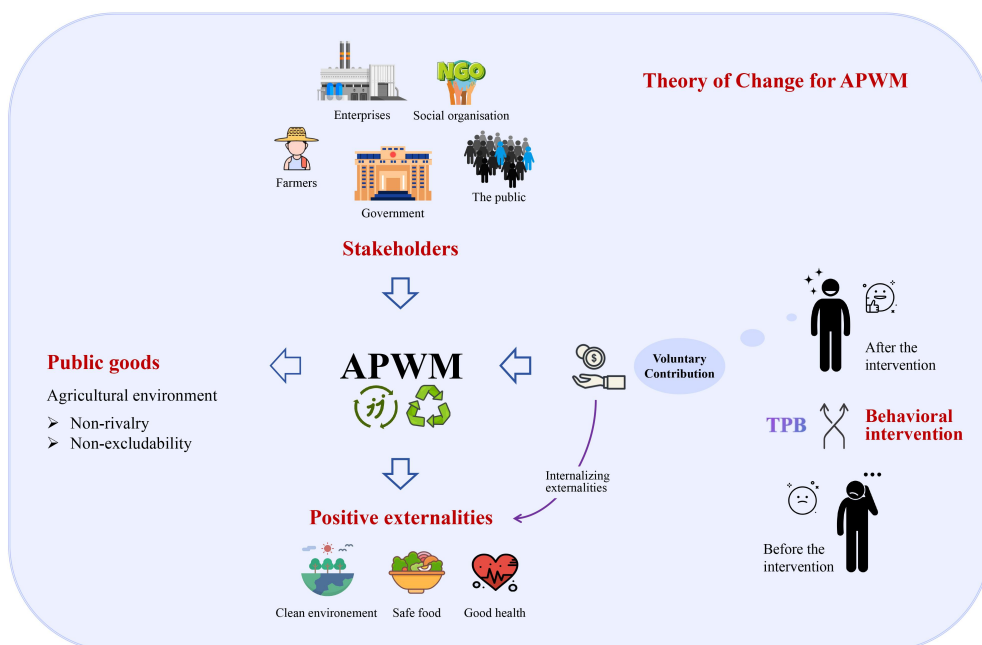 Theory of Change for APWM
NGO
Enterprises
Social organisation
Farmers
Government
The public
Stakeholders
Public goods
Agricultural environment
Non-rivalry
Non-excludability
APWM
Voluntary
Contribution
After the
intervention
TPB
Behavioral
intervention
Before the
intervention
Internalizing
externalities
Positive externalities
Clean environement
Safe food
Good health